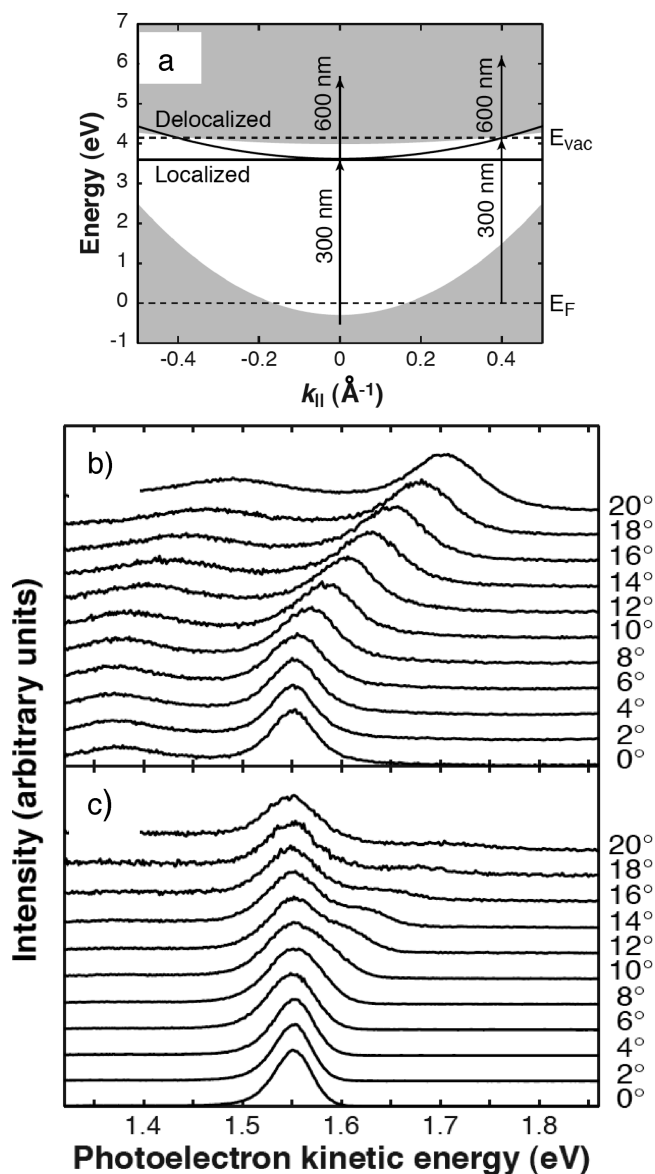 a
7
6
5
4
3
2
1
0
-1
Energy (eV)
600 nm
600 nm
Delocalized
Localized
300 nm
300 nm
Evac
EF
-0.4
-0.2
0
0.2
0.4
k|| (Å-1)
b)
20°
18°
16°
14°
12°
10°
8°
6°
4°
2°
0°
Intensity (arbitrary units)
c)
20°
18°
16°
14°
12°
10°
8°
6°
4°
2°
0°
1.4
1.5
1.6
1.7
1.8
Photoelectron kinetic energy (eV)